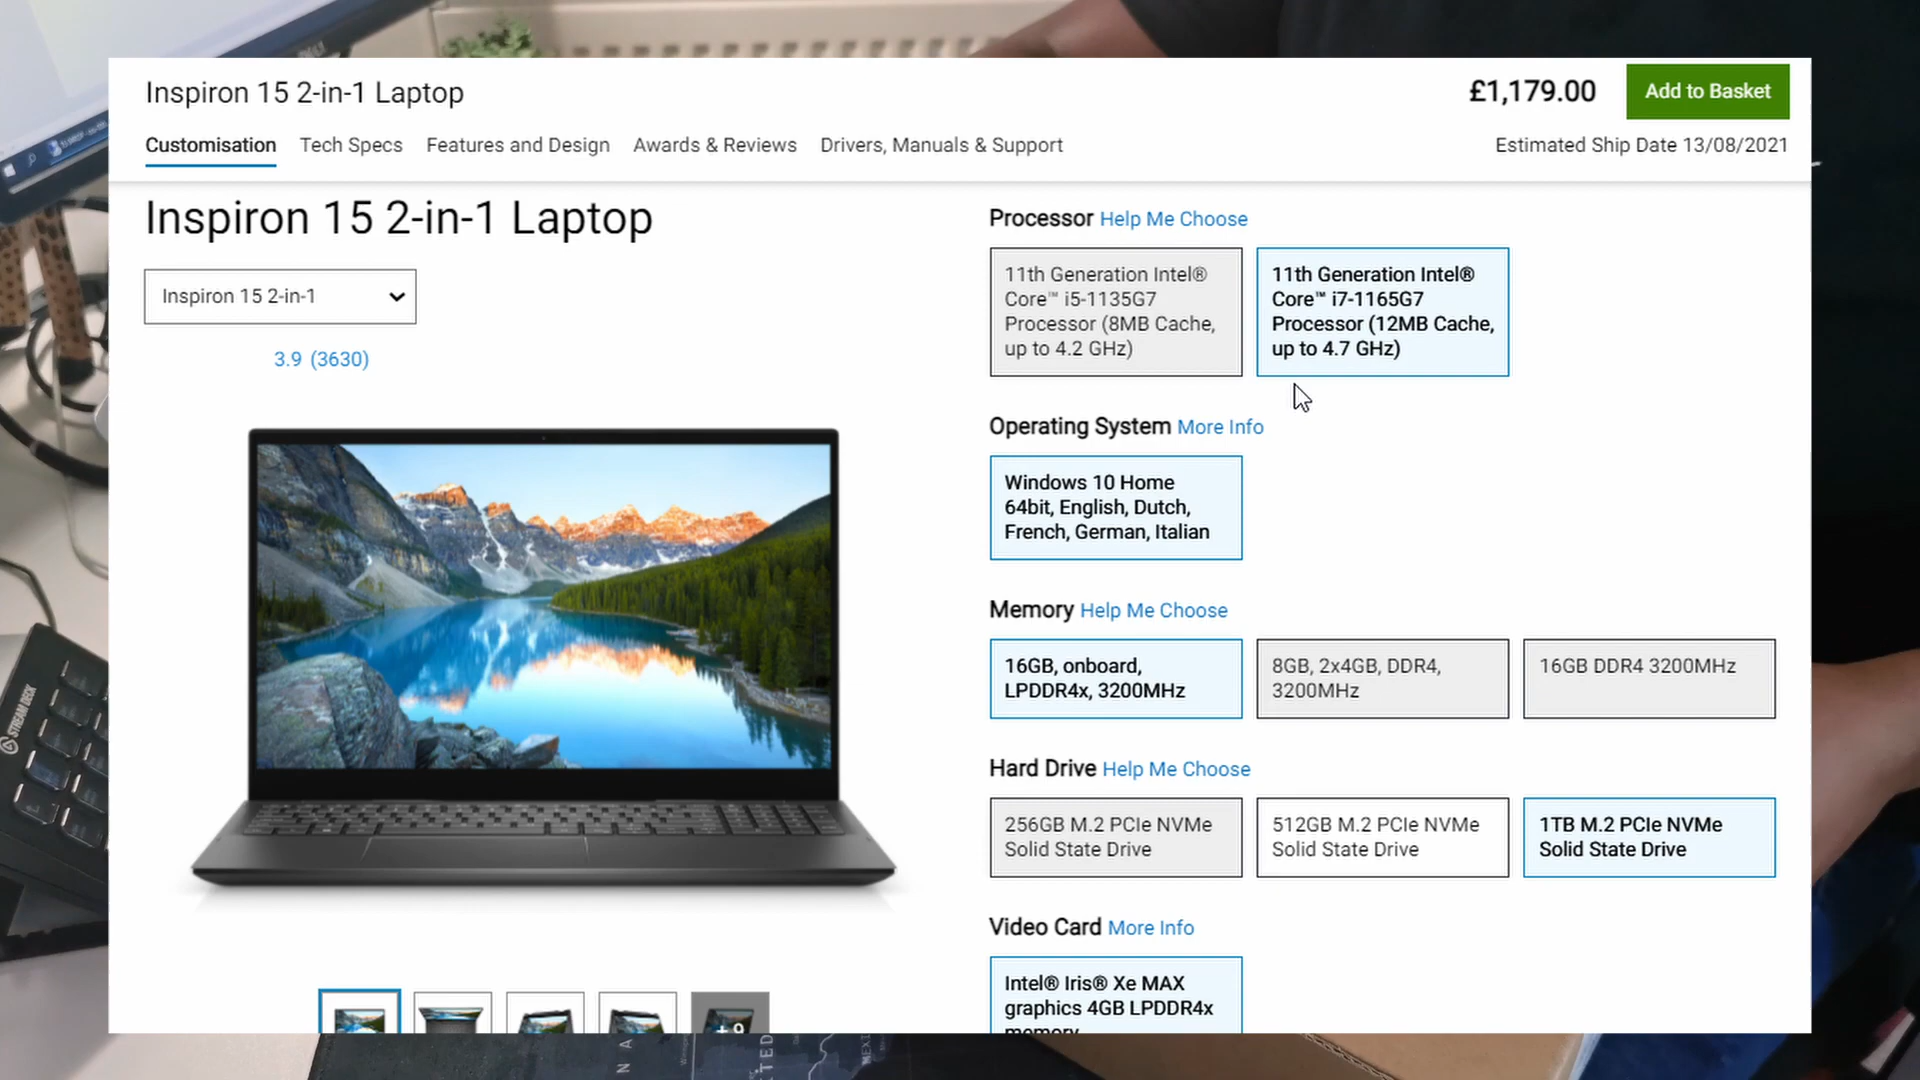 Inspiron 15 2-in-1 Laptop
£1,179.00
Add to Basket
Customisation
Tech Specs
Features and Design
Awards & Reviews
Drivers, Manuals & Support
Estimated Ship Date 13/08/2021
Inspiron 15 2-in-1 Laptop
Inspiron 15 2-in-1
3.9 (3630)
Processor Help Me Choose
11th Generation Intel®
Core™ i5-1135G7
Processor (8MB Cache,
up to 4.2 GHz)
11th Generation Intel®
Core™ i7-1165G7
Processor (12MB Cache,
up to 4.7 GHz)
Operating System More Info
Windows 10 Home
64bit, English, Dutch,
French, German, Italian
Memory Help Me Choose
16GB, onboard,
LPDDR4x, 3200MHz
8GB, 2x4GB, DDR4,
3200MHz
16GB DDR4 3200MHz
Hard Drive Help Me Choose
256GB M.2 PCIe NVMe
Solid State Drive
512GB M.2 PCIe NVMe
Solid State Drive
1TB M.2 PCIe NVMe
Solid State Drive
Video Card More Info
Intel® Iris® Xe MAX
graphics 4GB LPDDR4x
memory
+9
STREAM DECK